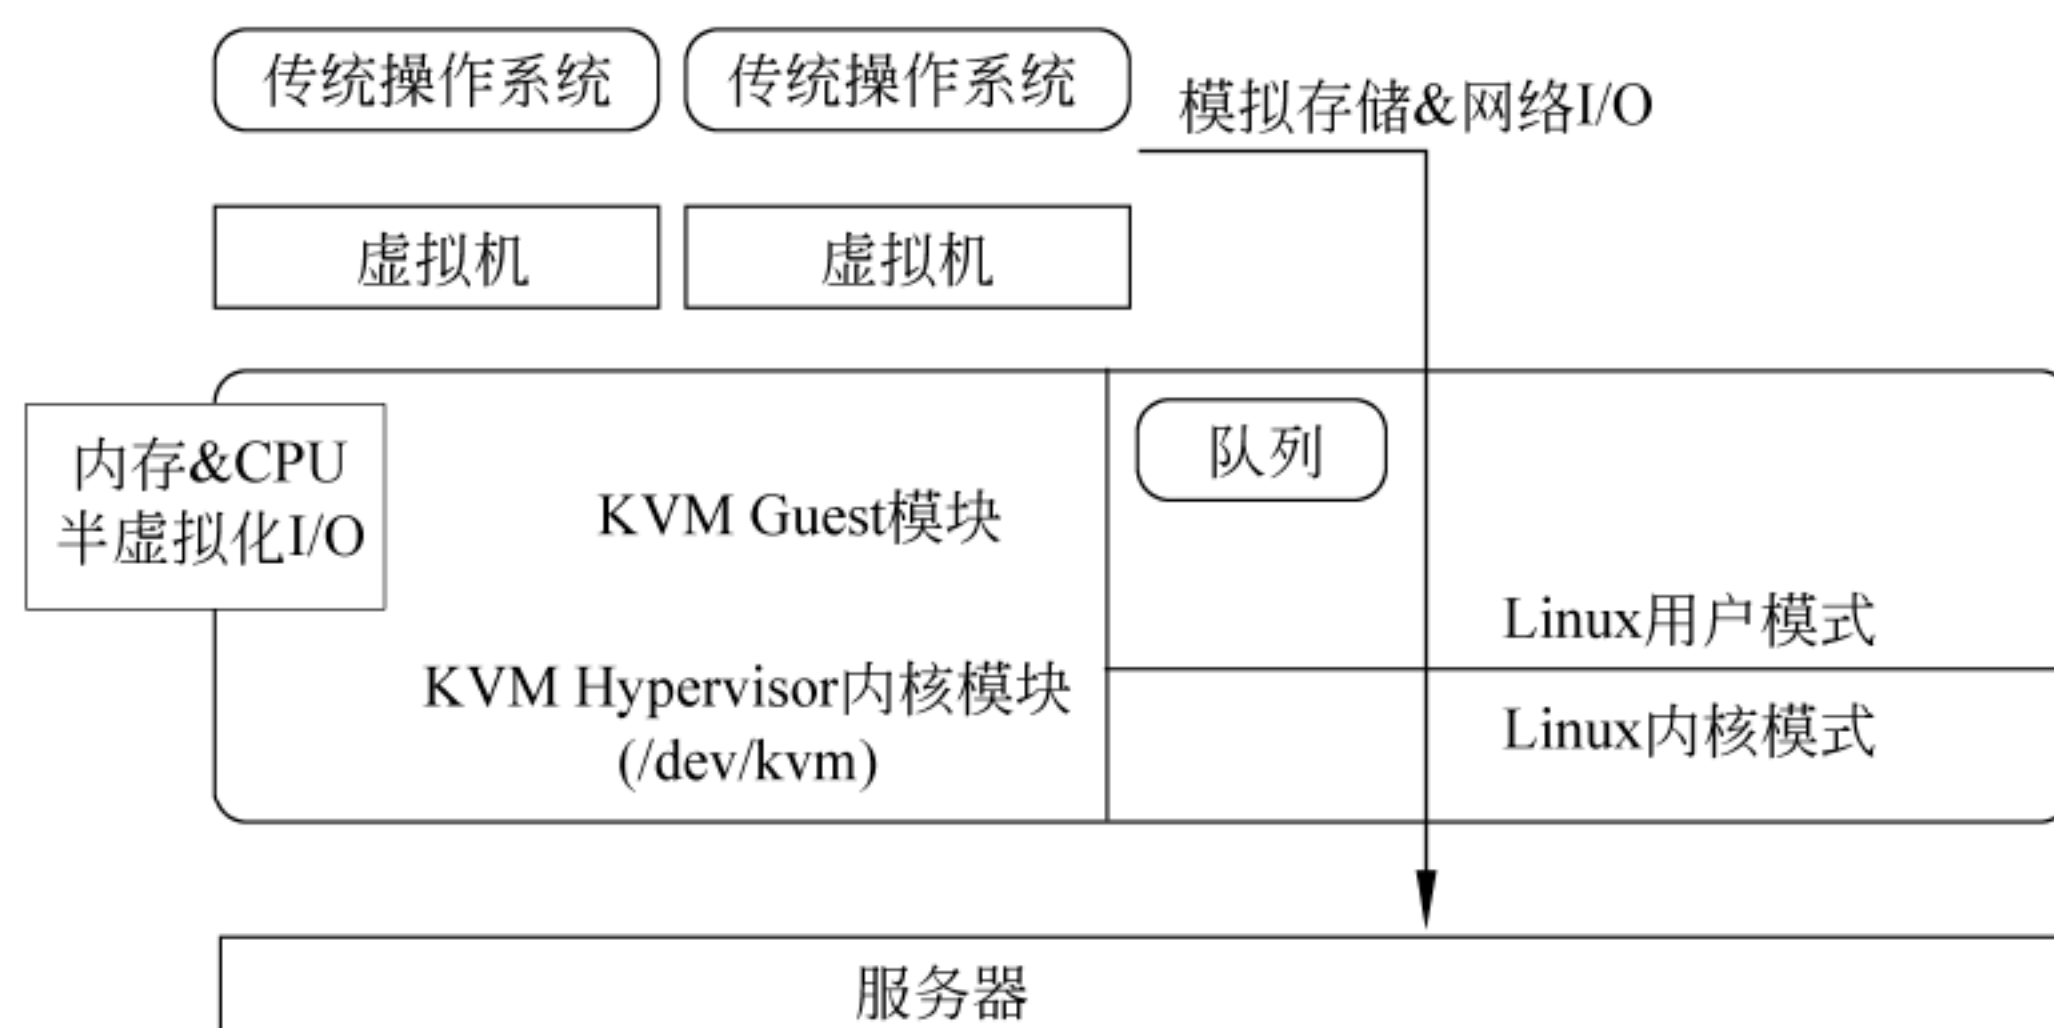 传统操作系统
传统操作系统
模拟存储&网络I/O
虚拟机
虚拟机
内存&CPU
半虚拟化I/O
KVM Guest模块
队列
Linux用户模式
KVM Hypervisor内核模块
(/dev/kvm)
Linux内核模式
服务器